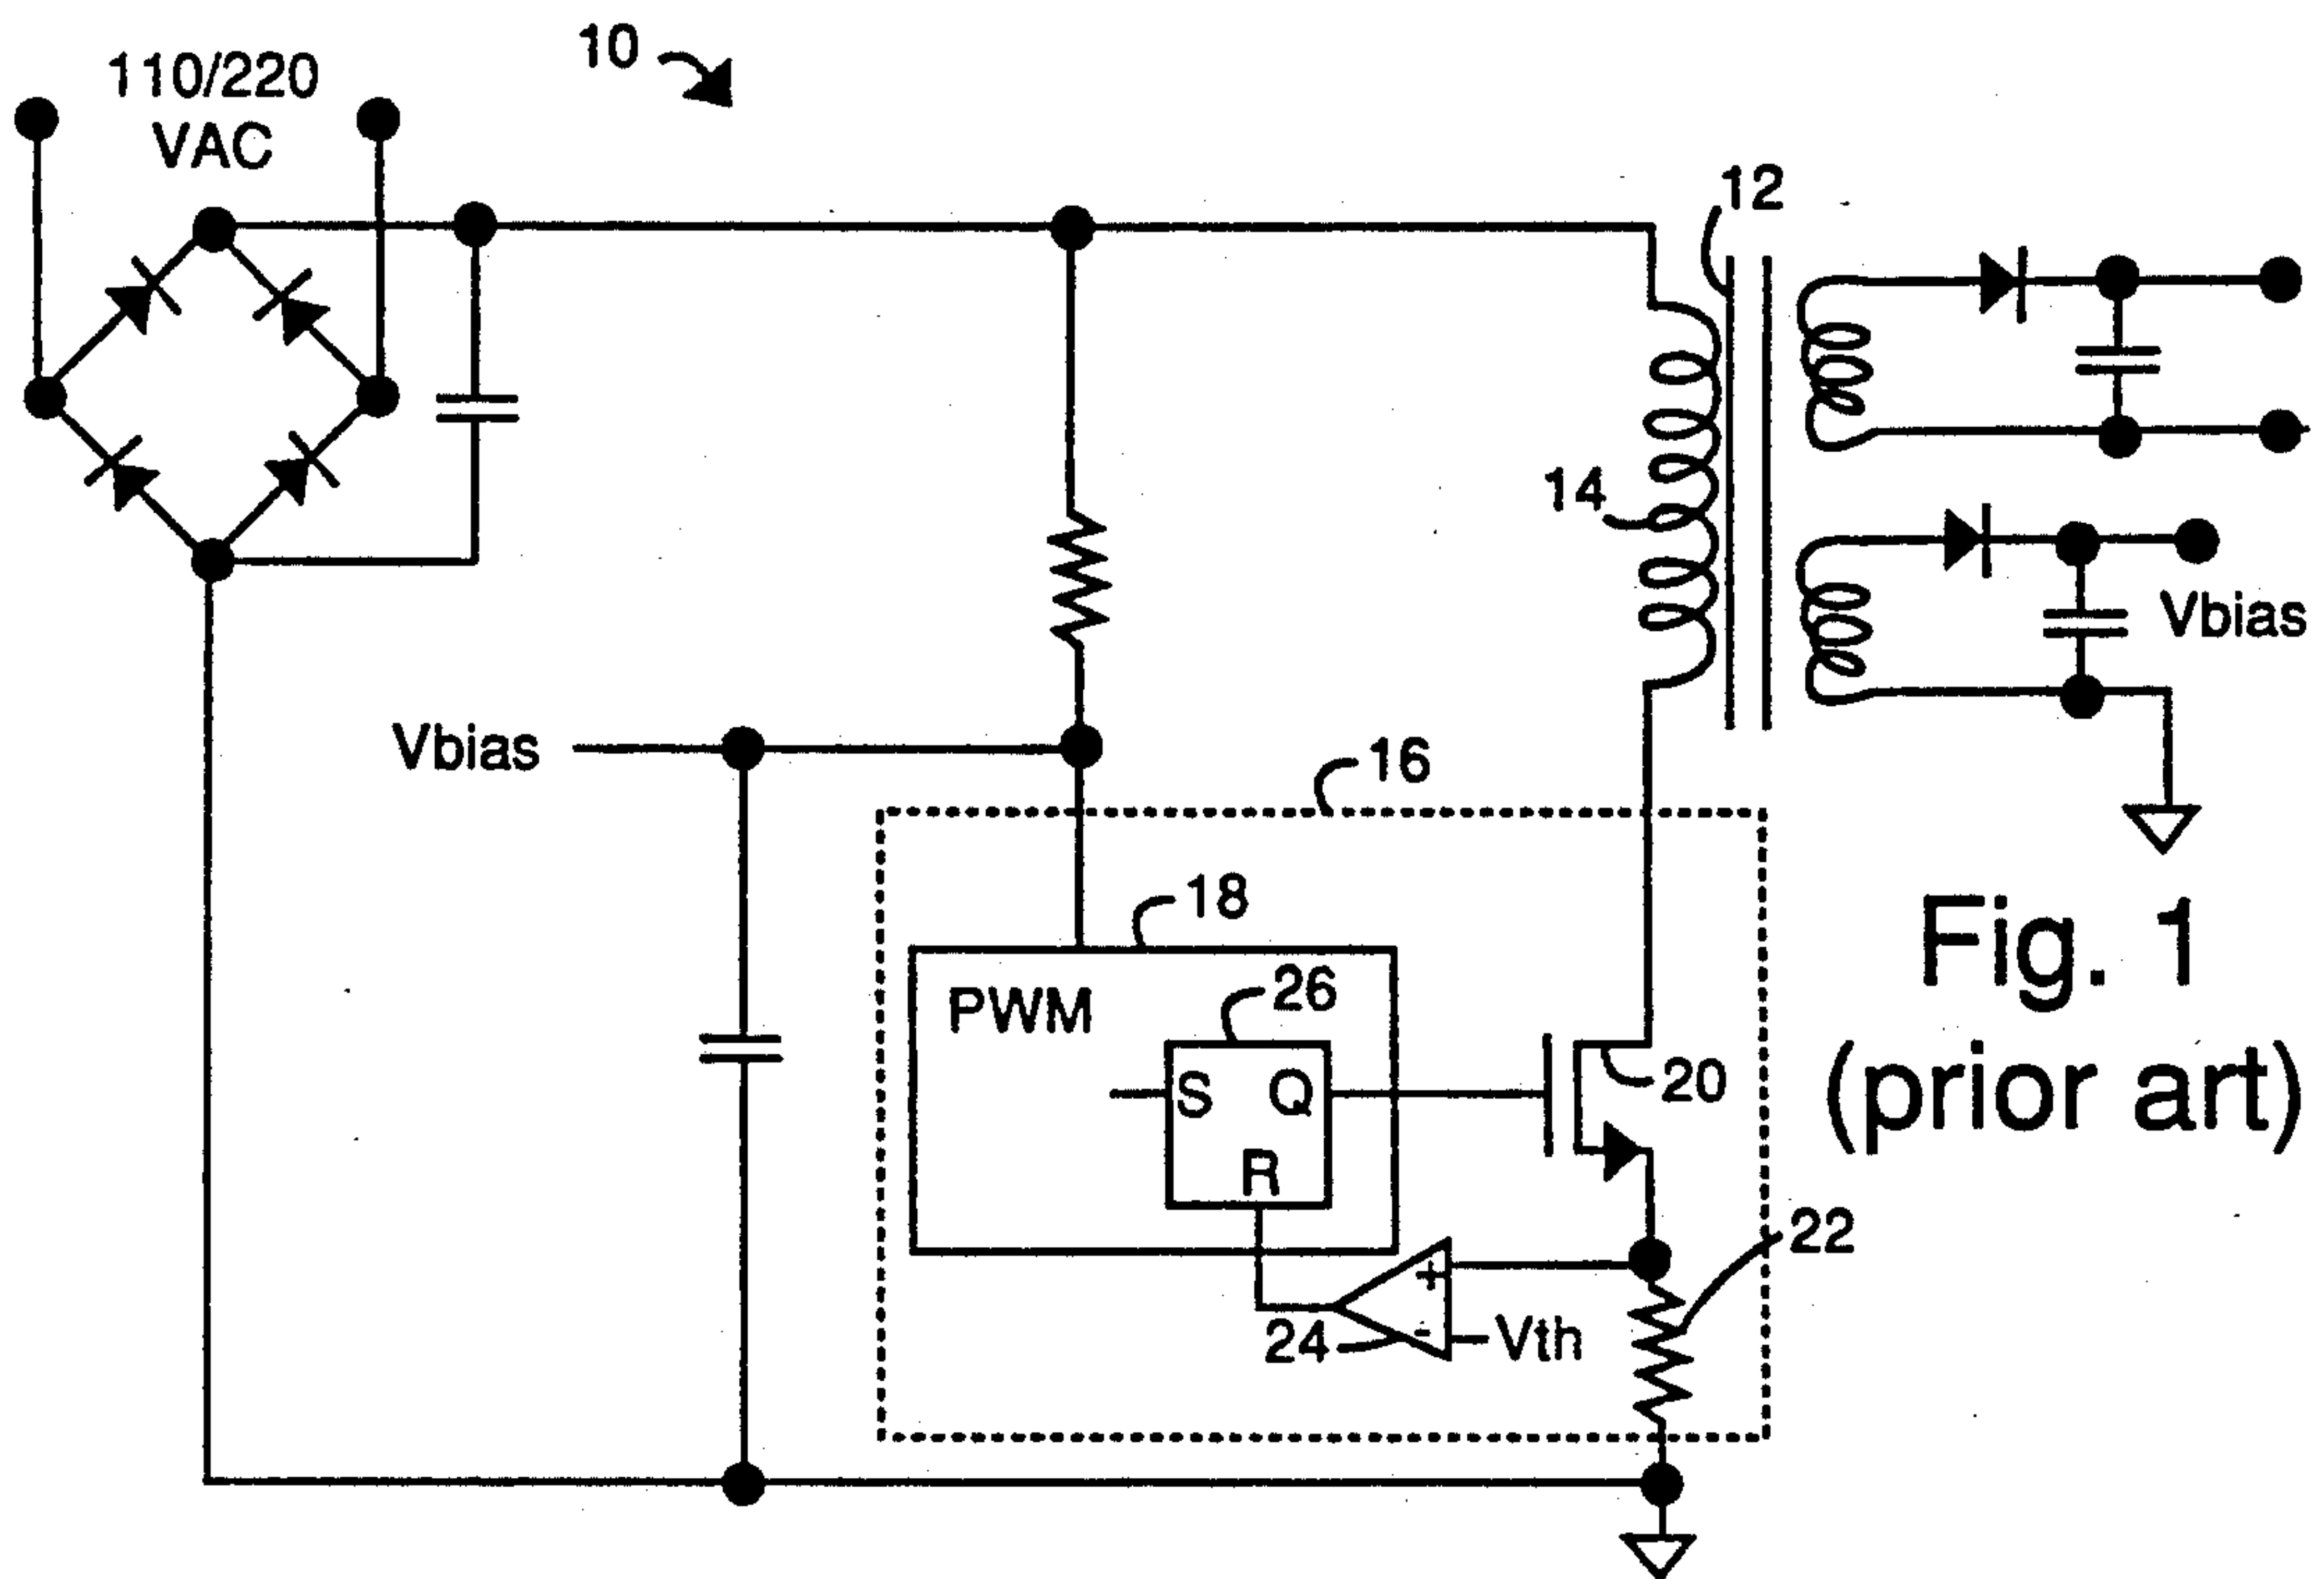 10
110/220
VAC
12
14
Vbias
Vbias
16
18
PWM
26
S Q
R
20
22
+
-
24
Vth
Fig. 1
(prior art)